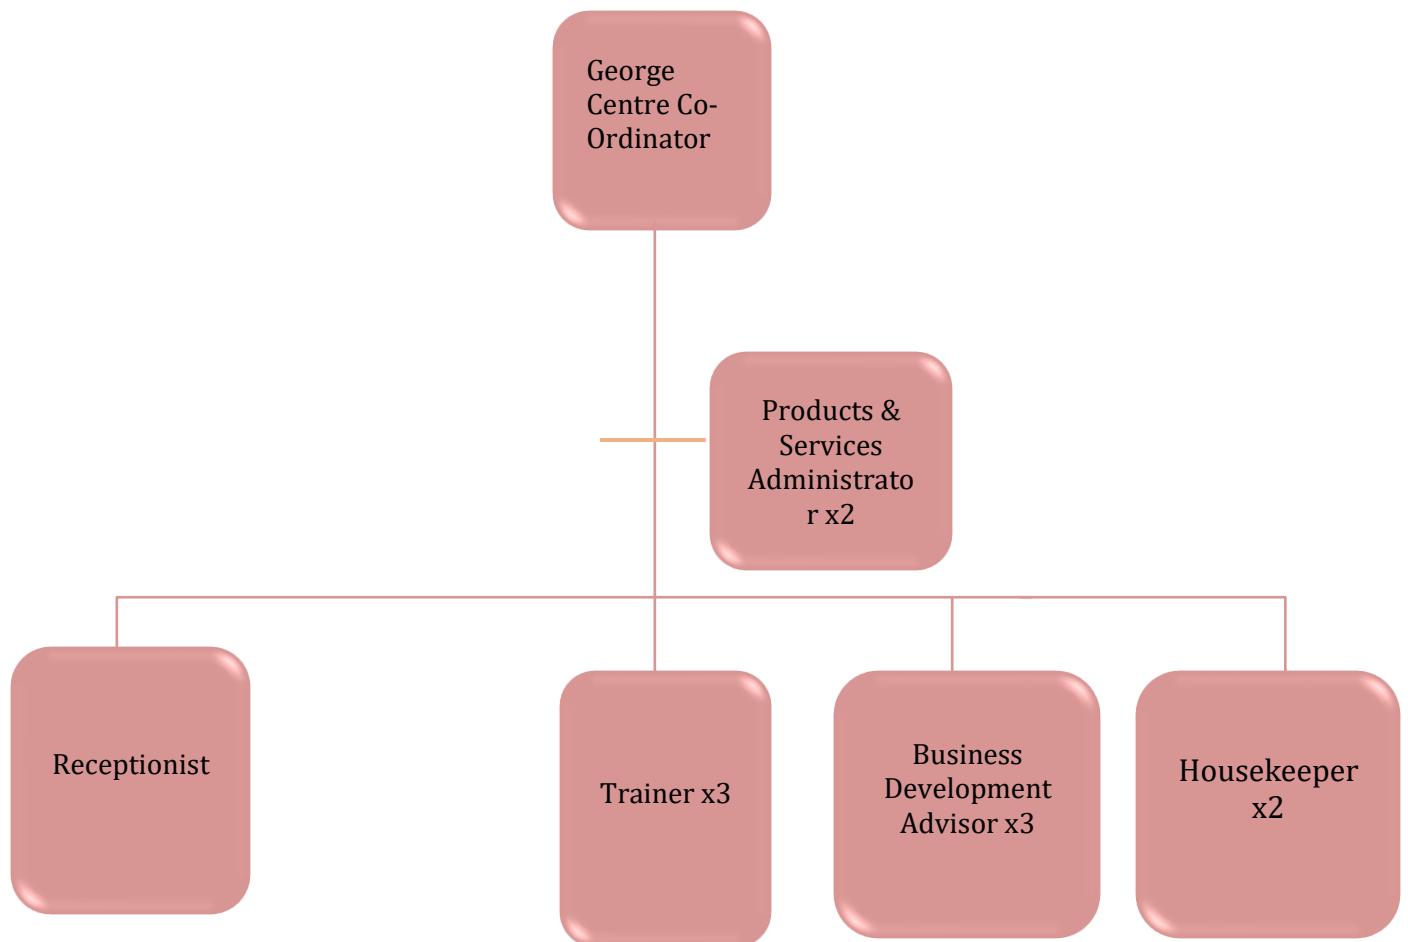 George
Centre Co-
Ordinator
Products &
Services
Administrato
r x2
Receptionist
Trainer x3
Business
Development
Advisor x3
Housekeeper
x2